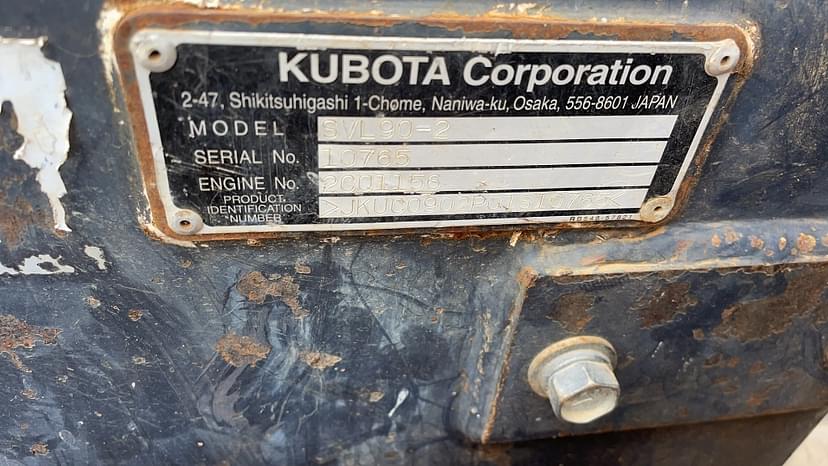 KUBOTA Corporation
2-47, Shikitsuhigashi 1-Chome, Naniwa-ku, Osaka, 556-8601 JAPAN
MODEL SVL90-2
SERIAL No. 10765
ENGINE No. 2CU1156
PRODUCT
IDENTIFICATION
NUMBER